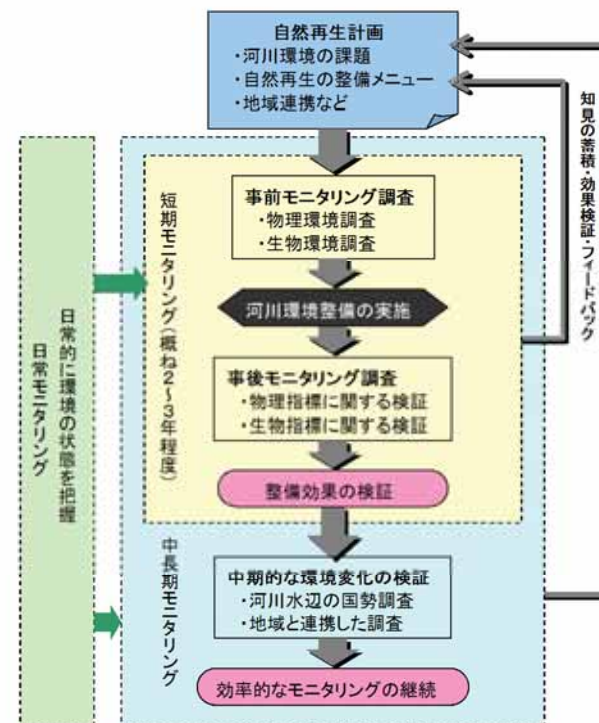 自然再生計画
・河川環境の課題
・自然再生の整備メニュー
・地域連携など
知見の蓄積・効果検証・フィードバック
短期モニタリング(概ね2～3年程度)
事前モニタリング調査
・物理環境調査
・生物環境調査
河川環境整備の実施
事後モニタリング調査
・物理指標に関する検証
・生物指標に関する検証
整備効果の検証
日常的に環境の状態を把握
日常モニタリング
中長期モニタリング
中期的な環境変化の検証
・河川水辺の国勢調査
・地域と連携した調査
効率的なモニタリングの継続